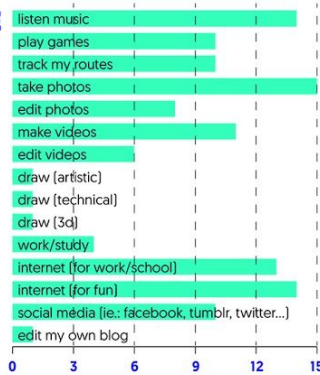 listen music
play games
track my routes
take photos
edit photos
make videos
edit videos
draw (artistic)
draw (technical)
draw (3d)
work/study
internet (for work/school)
internet (for fun)
social média (ie.: facebook, tumblr, twitter...)
edit my own blog
0 3 6 9 12 15